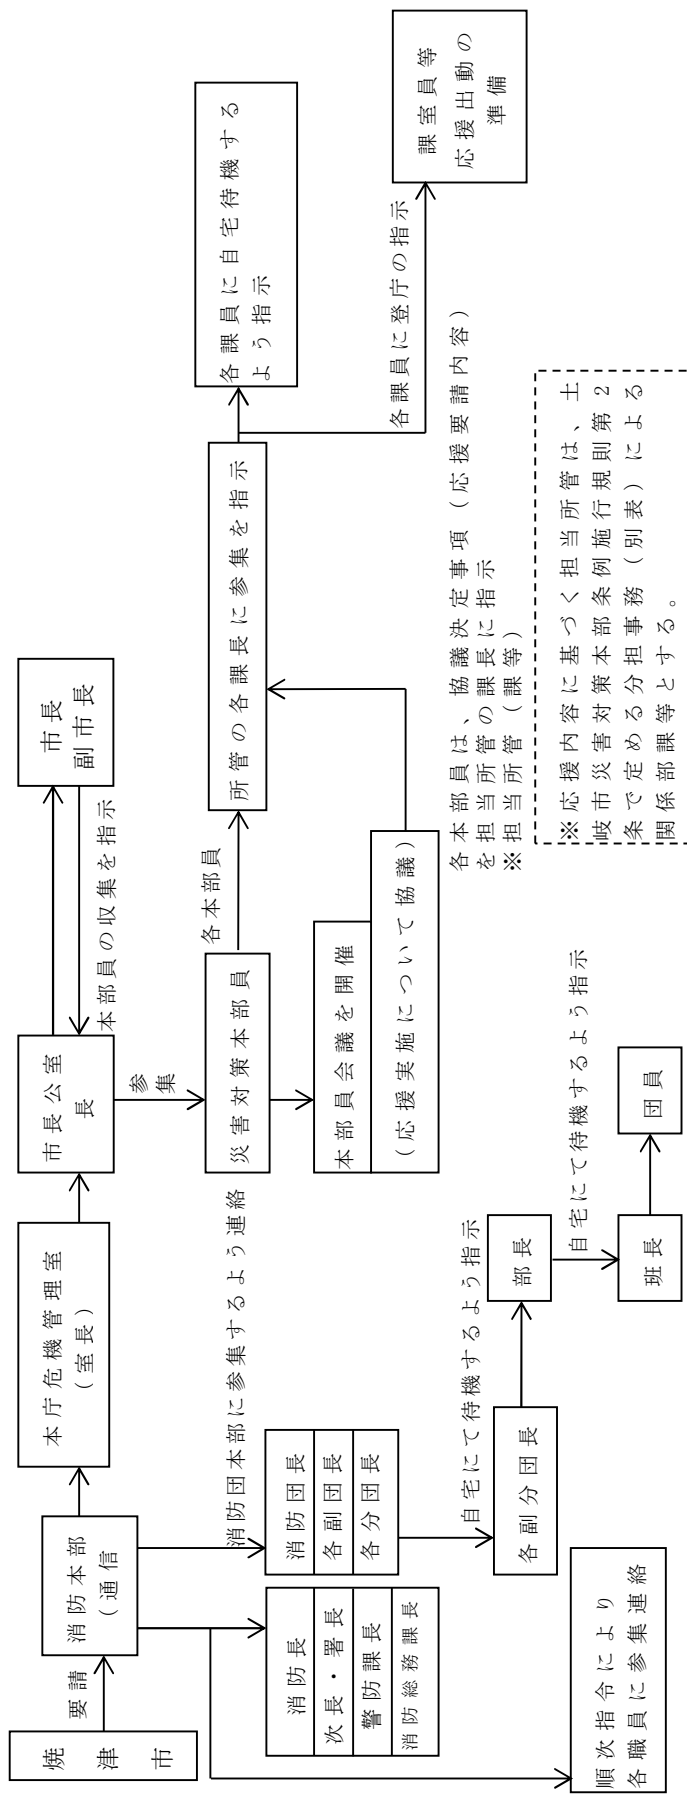 焼津市
要請
消防本部
（通信）
本庁危機管理室
（室長）
市長公室
長
市長
副市長
本部員の収集を指示
参
集
災害対策本部員
各本部員
所管の各課長に参集を指示
各課員に自宅待機する
よう指示
各課員に登庁の指示
課室員等
応援出動の
準備
本部員会議を開催
（応援実施について協議）
各本部員は、協議決定事項（応援要請内容）
を担当所管の課長に指示
※担当所管（課等）
※応援内容に基づく担当所管は、土
岐市災害対策本部条例施行規則第２
条で定める分担事務（別表）による
関係部課等とする。
消防団本部に参集するよう連絡
消防団長
各副団長
各分団長
自宅にて待機するよう指示
各副分団長
部長
自宅にて待機するよう指示
班長
団員
消防長
次長・署長
警防課長
消防総務課長
順次指令により
各職員に参集連絡